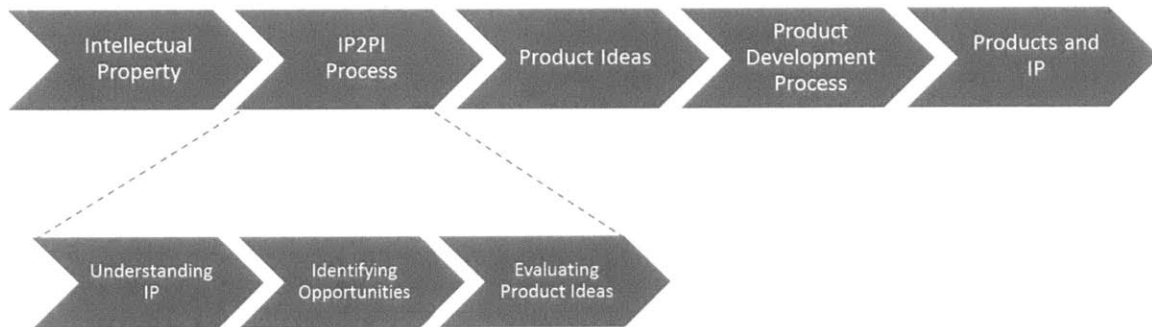 Intellectual
Property
IP2PI
Process
Product Ideas
Product
Development
Process
Products and
IP
Understanding
IP
Identifying
Opportunities
Evaluating
Product Ideas